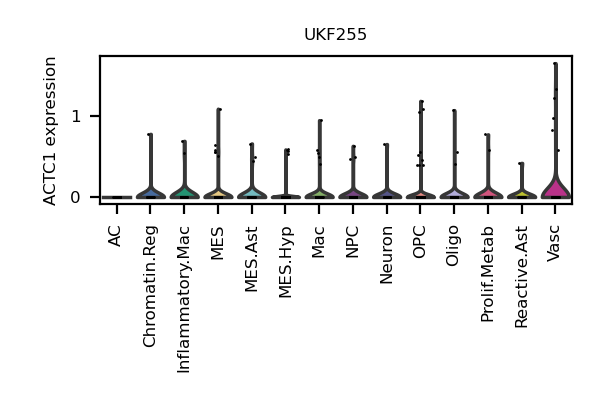 UKF255
ACTC1 expression
1
0
AC
Chromatin.Reg
Inflammatory.Mac
MES
MES.Ast
MES.Hyp
Mac
NPC
Neuron
OPC
Oligo
Prolif.Metab
Reactive.Ast
Vasc